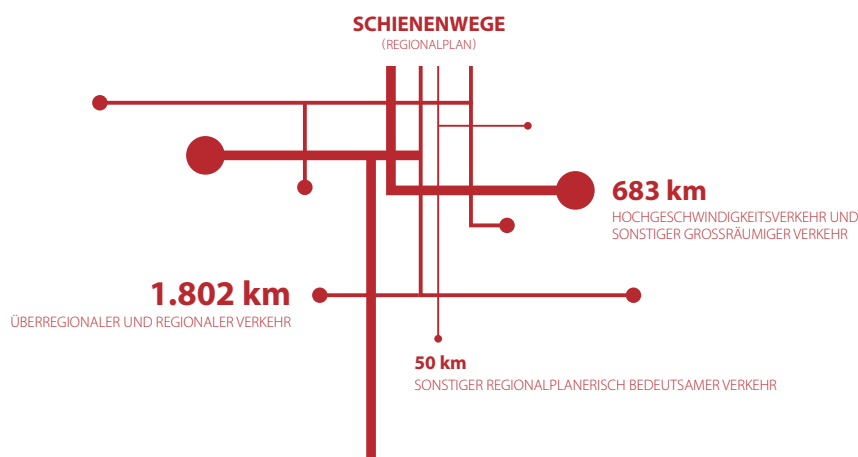 SCHIENENWEGE
(REGIONALPLAN)
683 km
HOCHGESCHWINDIGKEITSVERKEHR UND
SONSTIGER GROSSRÄUMIGER VERKEHR
1.802 km
ÜBERREGIONALER UND REGIONALER VERKEHR
50 km
SONSTIGER REGIONALPLANERISCH BEDEUTSAMER VERKEHR